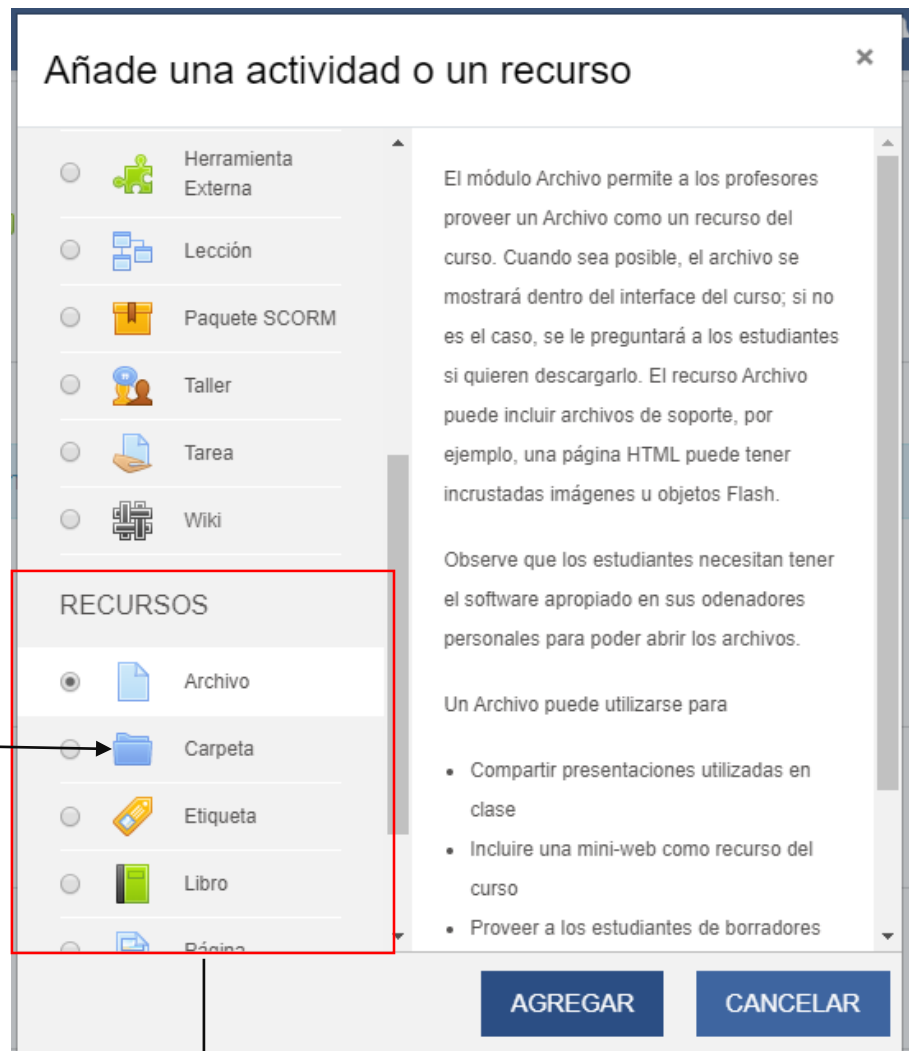 Añade una actividad o un recurso
×
Herramienta
Externa
Lección
Paquete SCORM
Taller
Tarea
Wiki
RECURSOS
Archivo
Carpeta
Etiqueta
Libro
Página
El módulo Archivo permite a los profesores
proveer un Archivo como un recurso del
curso. Cuando sea posible, el archivo se
mostrará dentro del interface del curso; si no
es el caso, se le preguntará a los estudiantes
si quieren descargarlo. El recurso Archivo
puede incluir archivos de soporte, por
ejemplo, una página HTML puede tener
incrustadas imágenes u objetos Flash.
Observe que los estudiantes necesitan tener
el software apropiado en sus odenadores
personales para poder abrir los archivos.
Un Archivo puede utilizarse para
• Compartir presentaciones utilizadas en
clase
• Incluire una mini-web como recurso del
curso
• Proveer a los estudiantes de borradores
AGREGAR
CANCELAR